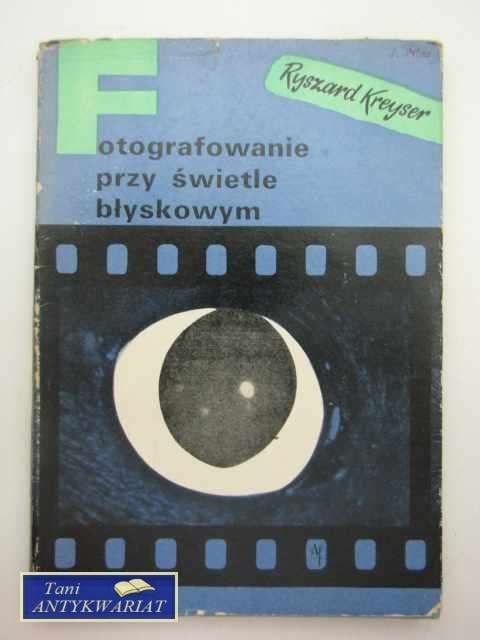 Ryszard Kreyser
Fotografowanie
przy świetle
błyskowym
Tani
ANTYKWARIAT